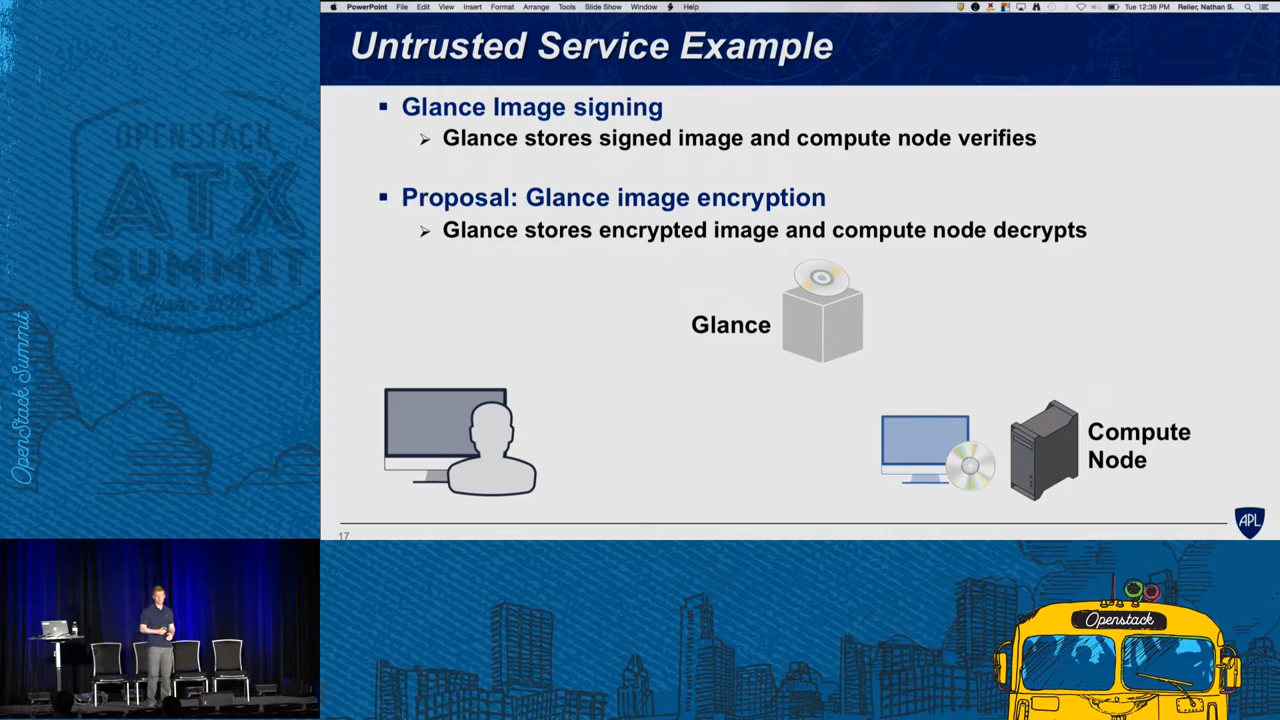 PowerPoint File Edit View Insert Format Arrange Tools Slide Show Window Help Tue 12:38 PM Reller, Nathan S.
Untrusted Service Example
Glance Image signing
Glance stores signed image and compute node verifies
Proposal: Glance image encryption
Glance stores encrypted image and compute node decrypts
Glance
Compute
Node
17
APL
OPENSTACK
ATX
SUMMIT
OpenStack Summit
Openstack